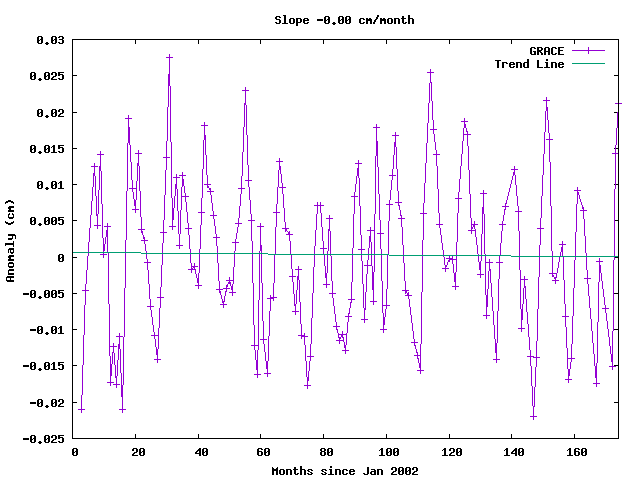 Slope -0.00 cm/month
GRACE
Trend Line
0.03
0.025
0.02
0.015
0.01
0.005
0
-0.005
-0.01
-0.015
-0.02
-0.025
Anomaly (cm)
0 20 40 60 80 100 120 140 160
Months since Jan 2002